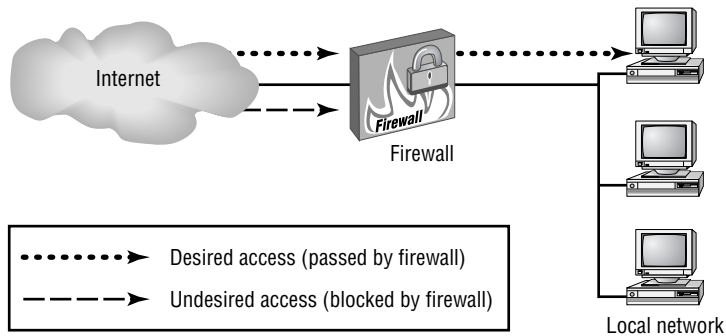 Internet
Firewall
Firewall
Desired access (passed by firewall)
Undesired access (blocked by firewall)
Local network